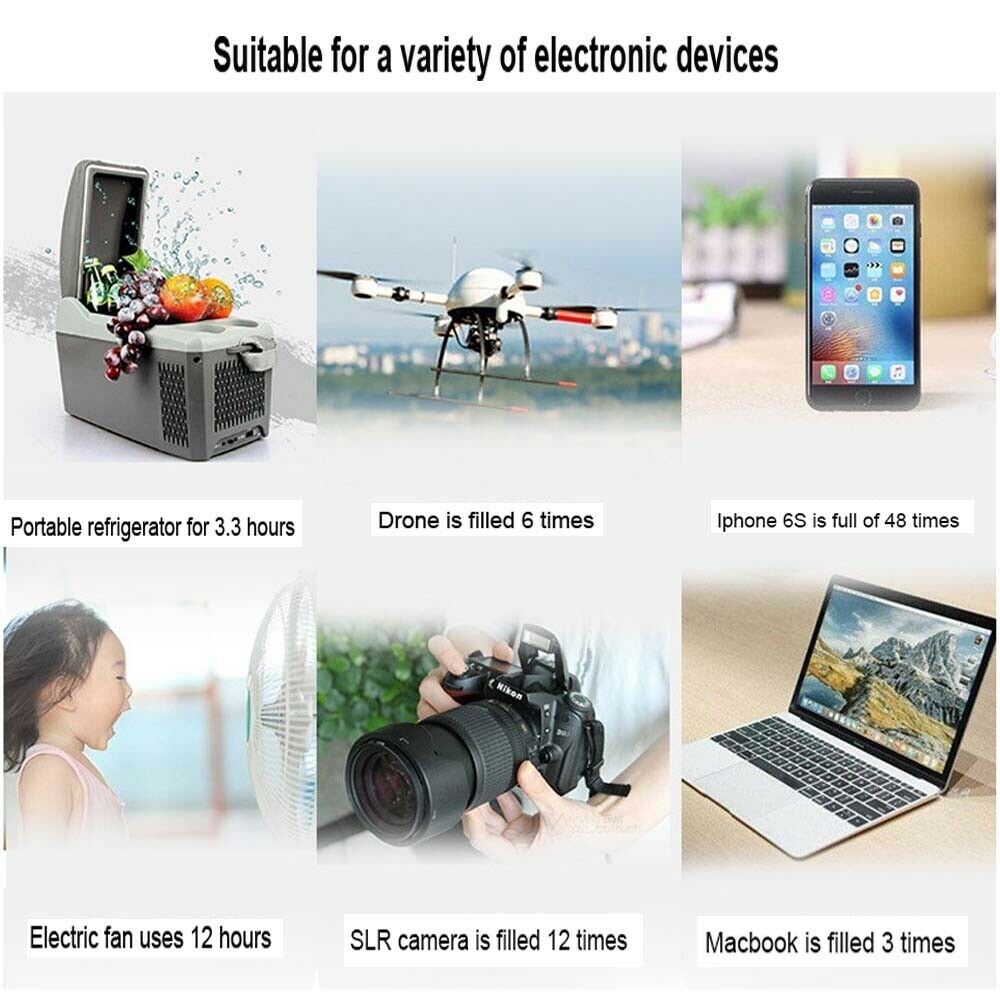 Suitable for a variety of electronic devices
Portable refrigerator for 3.3 hours
Drone is filled 6 times
Iphone 6S is full of 48 times
Nikon
D90
Electric fan uses 12 hours
SLR camera is filled 12 times
Macbook is filled 3 times